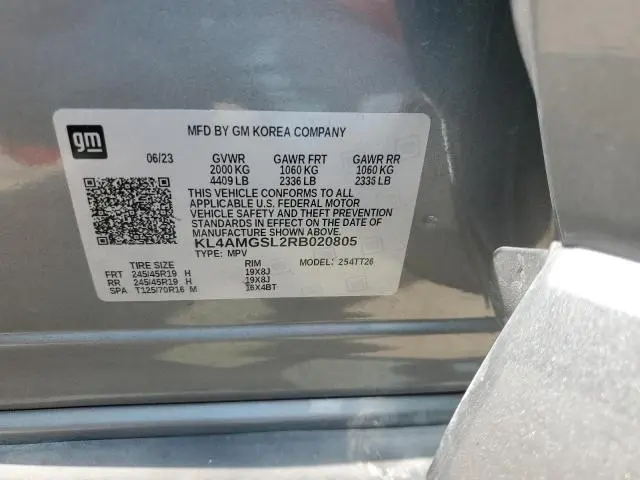 gm
MFD BY GM KOREA COMPANY
06/23 GVWR GAWR FRT GAWR RR
2000 KG 1060 KG 1060 KG
4409 LB 2336 LB 2336 LB
THIS VEHICLE CONFORMS TO ALL
APPLICABLE U.S. FEDERAL MOTOR
VEHICLE SAFETY AND THEFT PREVENTION
STANDARDS IN EFFECT ON THE DATE OF
MANUFACTURE SHOWN ABOVE.
KL4AMGSL2RB020805
TYPE: MPV
TIRE SIZE RIM MODEL: 254TT26
FRT 245/45R19 H 19X8J
RR 245/45R19 H 19X8J
SPA T125/70R16 M 16X4BT